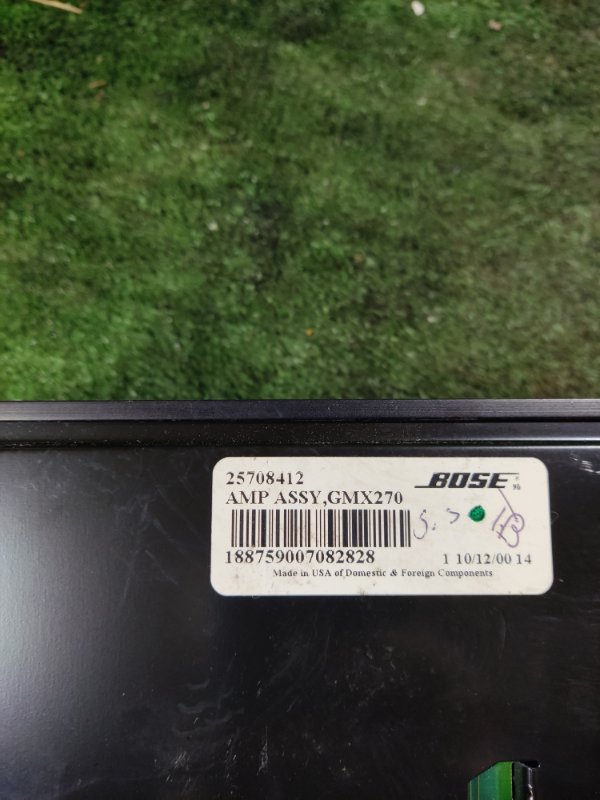 25708412
BOSE
AMP ASSY,GMX270
188759007082828
1 10/12/00 14
Made in USA of Domestic & Foreign Components